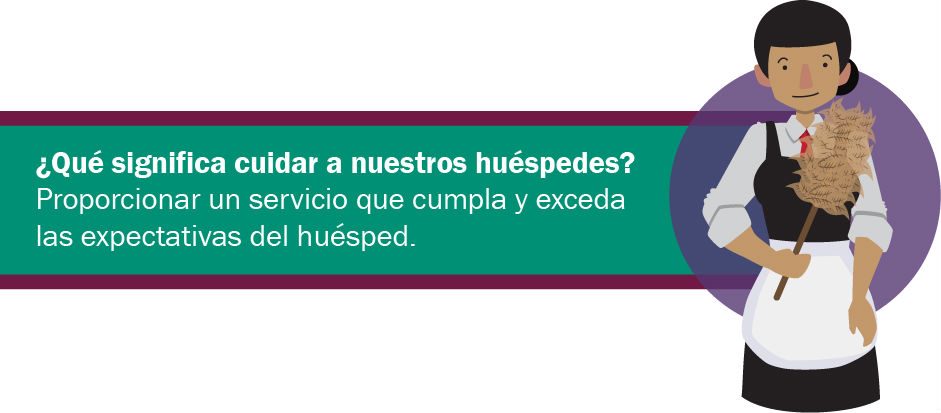 ¿Qué significa cuidar a nuestros huéspedes?
Proporcionar un servicio que cumpla y exceda
las expectativas del huésped.